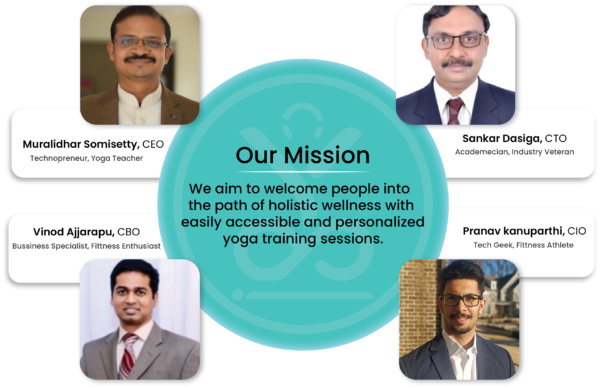 Muralidhar Somisetty, CEO
Technopreneur, Yoga Teacher
Sankar Dasiga, CTO
Academecian, Industry Veteran
Our Mission
We aim to welcome people into
the path of holistic wellness with
easily accessible and personalized
yoga training sessions.
Vinod Ajjarapu, CBO
Bussiness Specialist, Fittness Enthusiast
Pranav kanuparthi, CIO
Tech Geek, Fittness Athlete